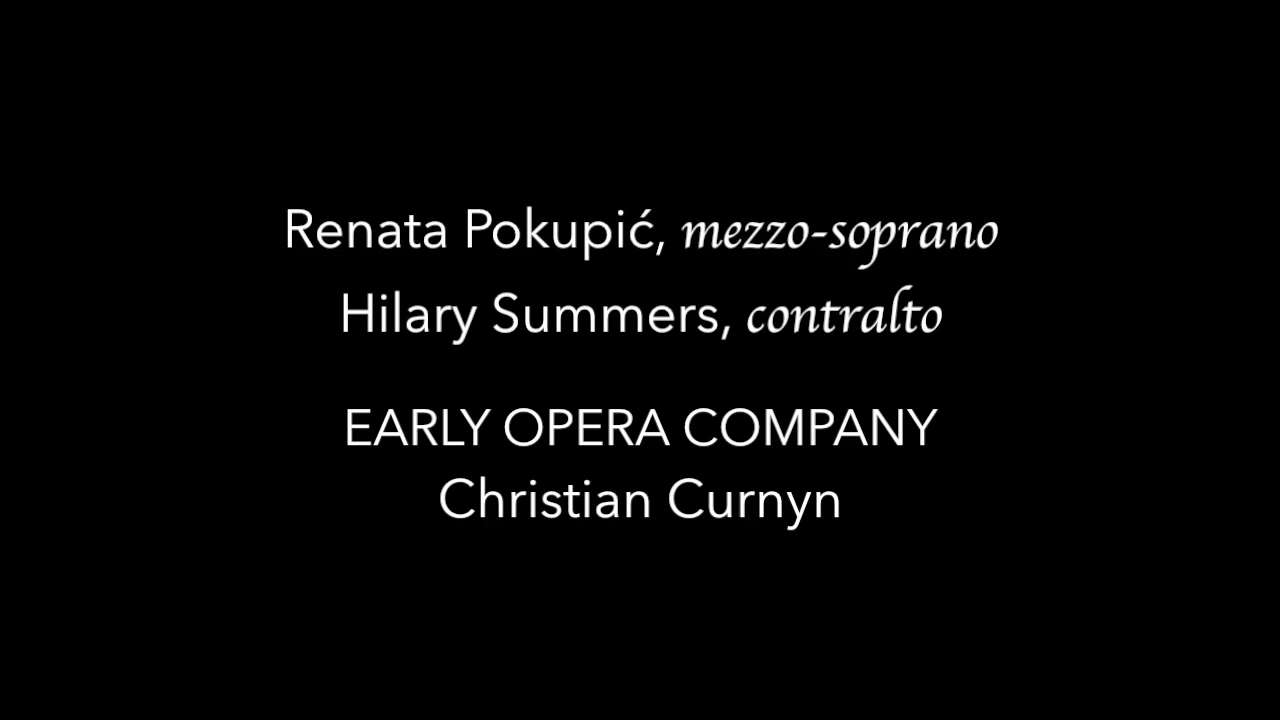 Renata Pokupić, mezzo-soprano
Hilary Summers, contralto
EARLY OPERA COMPANY
Christian Curnyn